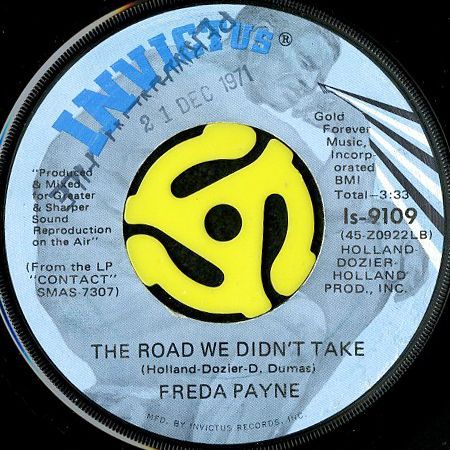 INVICTUS®
21 DEC 1971
Gold
Forever
Music,
Incorp-
orated
BMI
Total—3:33
Is-9109
(45-Z0922LB)
HOLLAND-
DOZIER-
HOLLAND
PROD., INC.
"Produced
& Mixed
for Greater
& Sharper
Sound
Reproduction
on the Air"
(From the LP
"CONTACT"
SMAS-7307)
THE ROAD WE DIDN'T TAKE
(Holland-Dozier-D. Dumas)
FREDA PAYNE
MFD. BY INVICTUS RECORDS, INC.